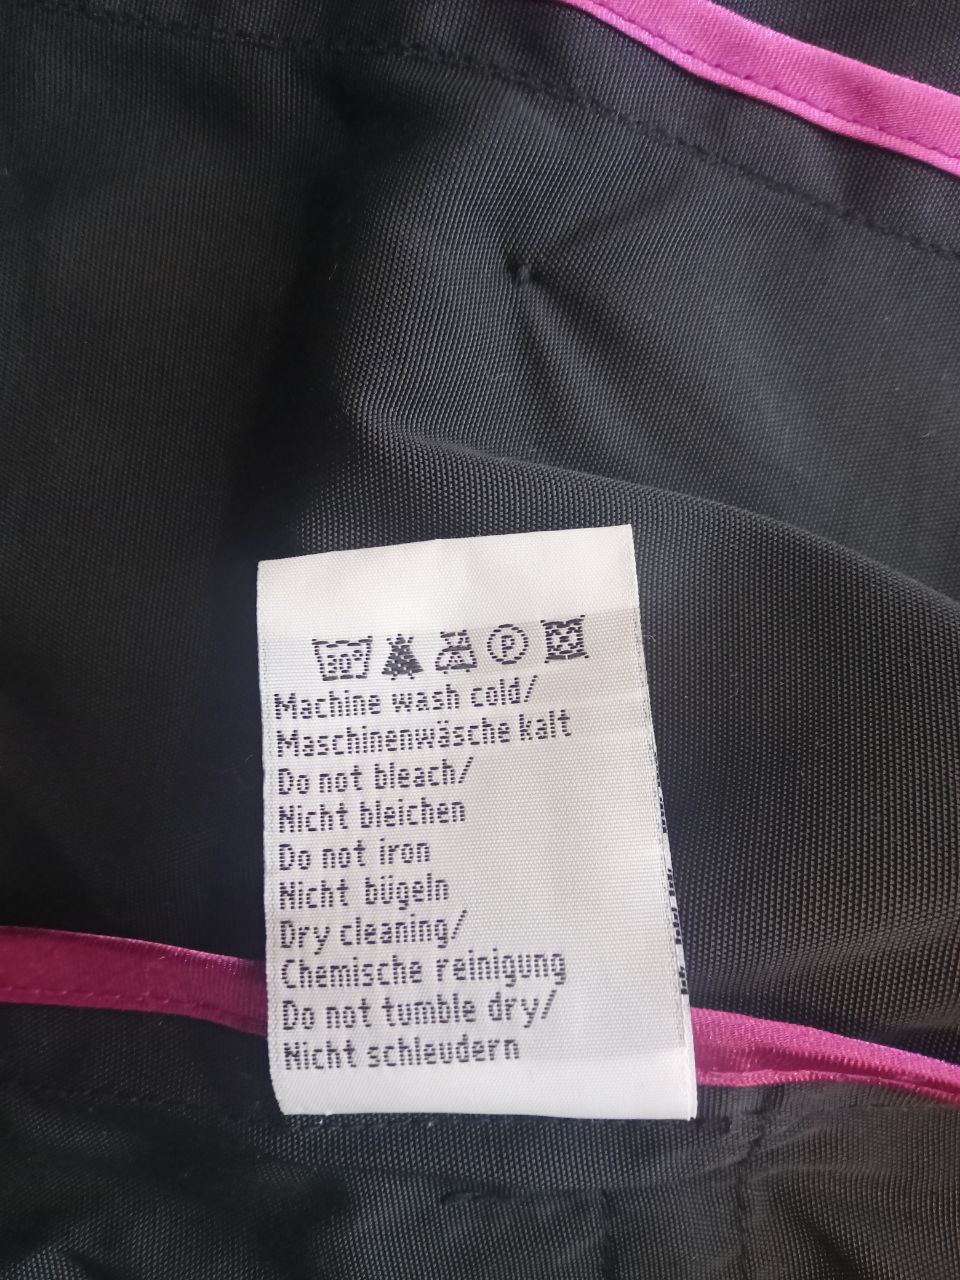 30° P
Machine wash cold/
Maschinenwäsche kalt
Do not bleach/
Nicht bleichen
Do not iron
Nicht bügeln
Dry cleaning/
Chemische reinigung
Do not tumble dry/
Nicht schleudern